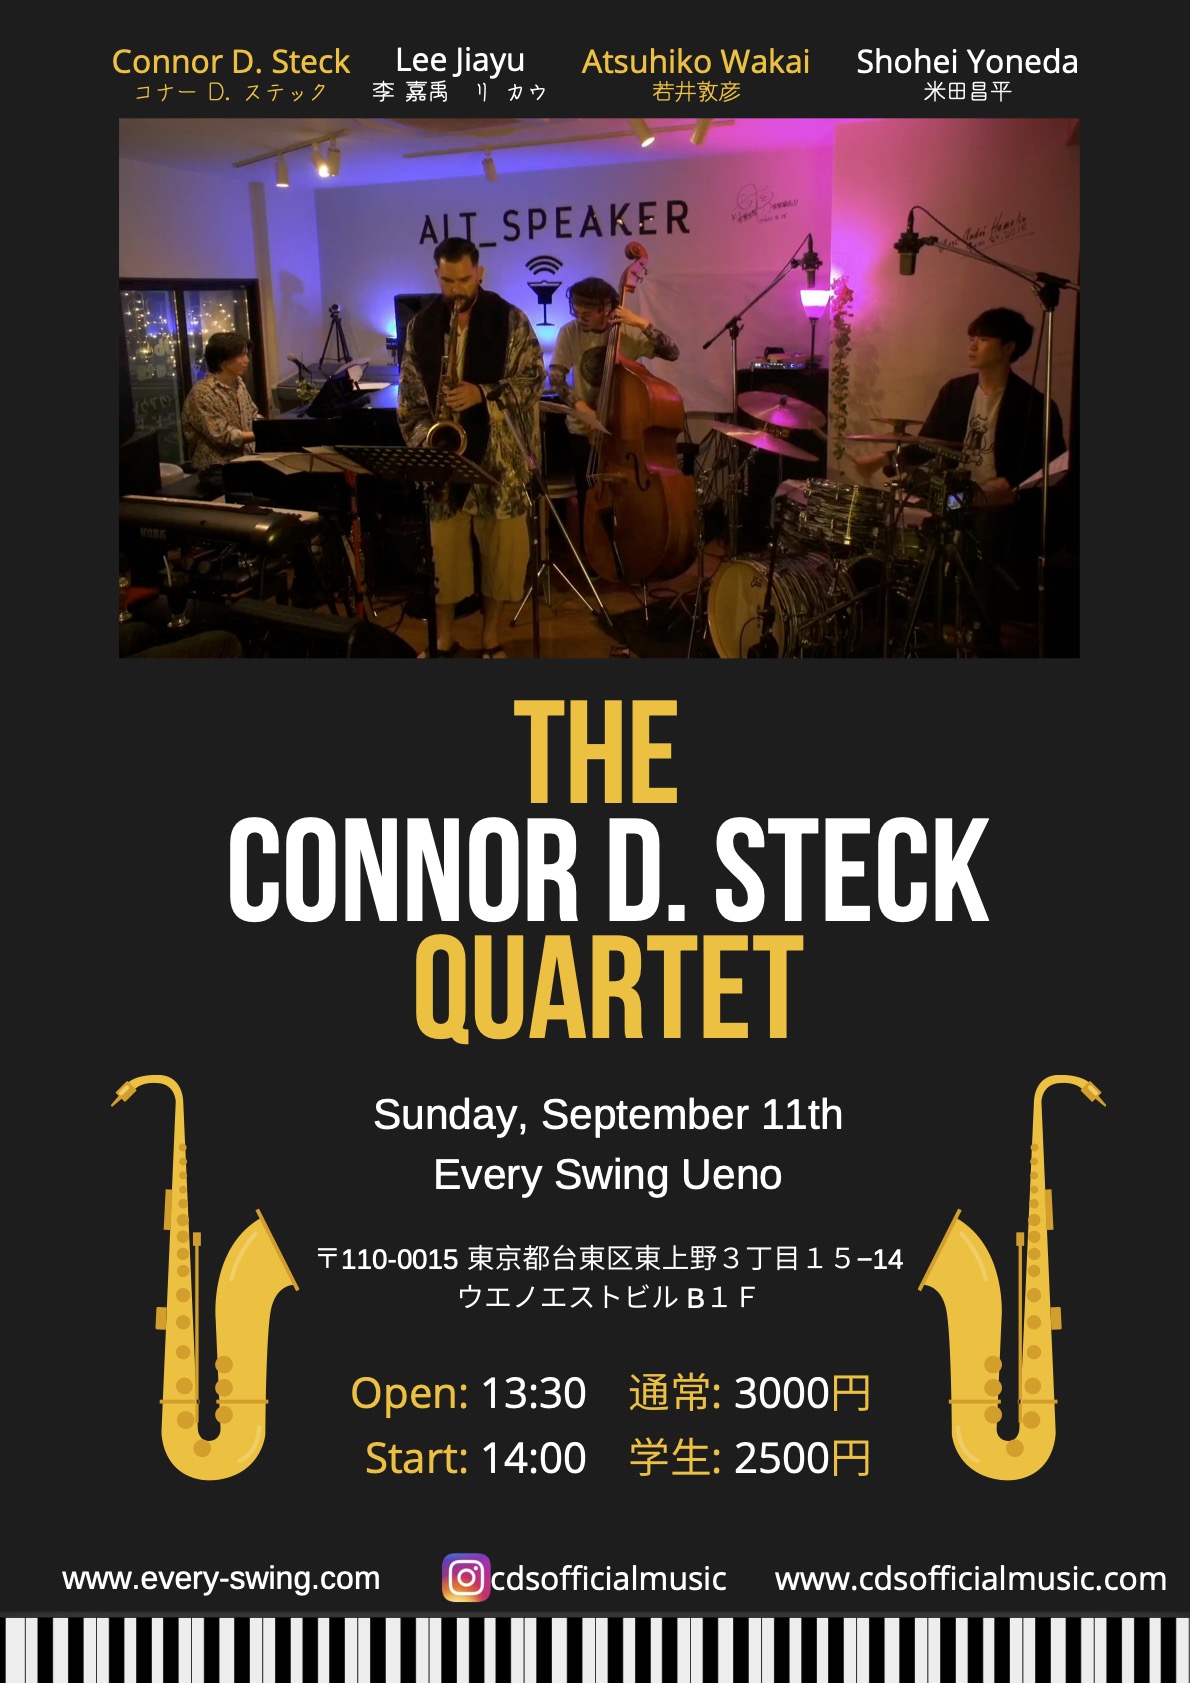 Connor D. Steck
コナー D. ステック
Lee Jiayu
李 嘉禹 リ カウ
Atsuhiko Wakai
若井敦彦
Shohei Yoneda
米田昌平
ALT_SPEAKER
KORG
THE
CONNOR D. STECK
QUARTET
Sunday, September 11th
Every Swing Ueno
〒110-0015 東京都台東区東上野３丁目１５−14
ウエノエストビル B１Ｆ
Open: 13:30 通常: 3000円
Start: 14:00 学生: 2500円
www.every-swing.com
cdsofficialmusic
www.cdsofficialmusic.com